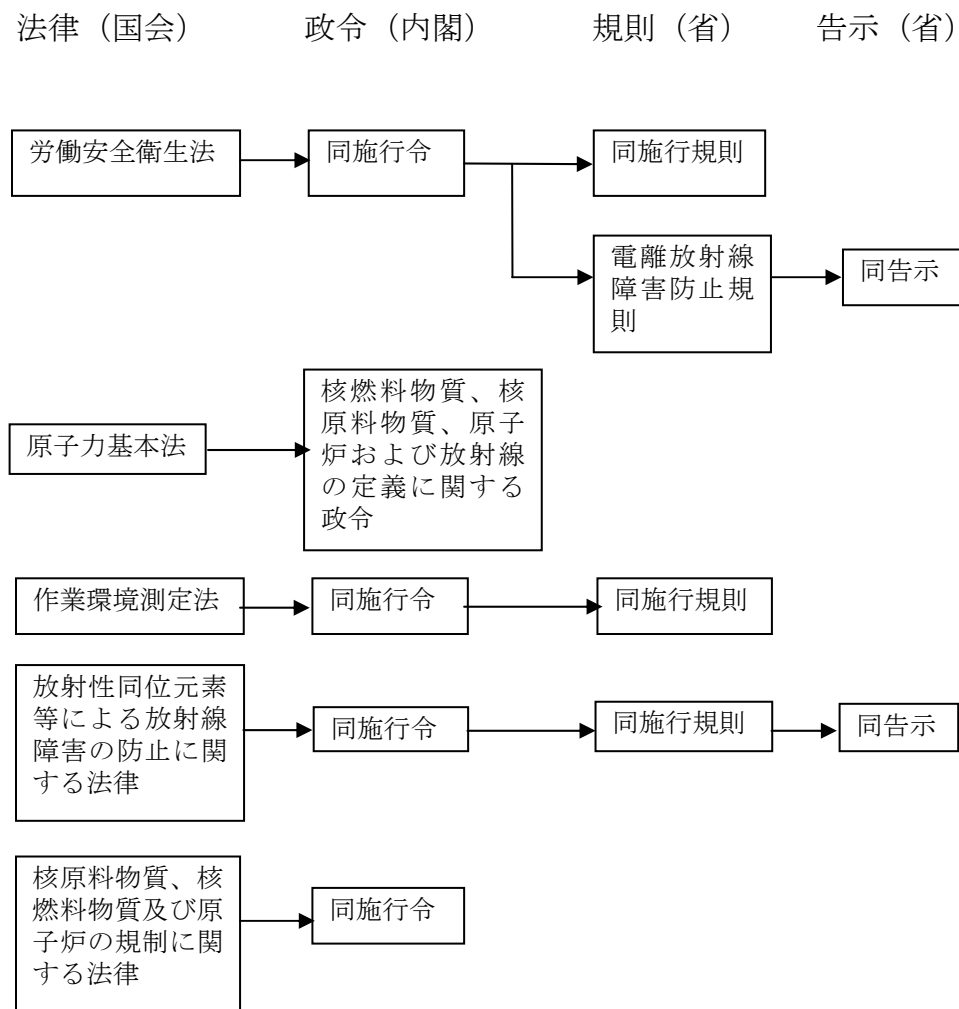 法律（国会）　政令（内閣）　規則（省）　告示（省）
労働安全衛生法　同施行令　同施行規則
電離放射線
障害防止規
則
同告示
原子力基本法
核燃料物質、核
原料物質、原子
炉および放射線
の定義に関する
政令
作業環境測定法　同施行令　同施行規則
放射性同位元素
等による放射線
障害の防止に関
する法律
同施行令　同施行規則　同告示
核原料物質、核
燃料物質及び原
子炉の規制に関
する法律
同施行令